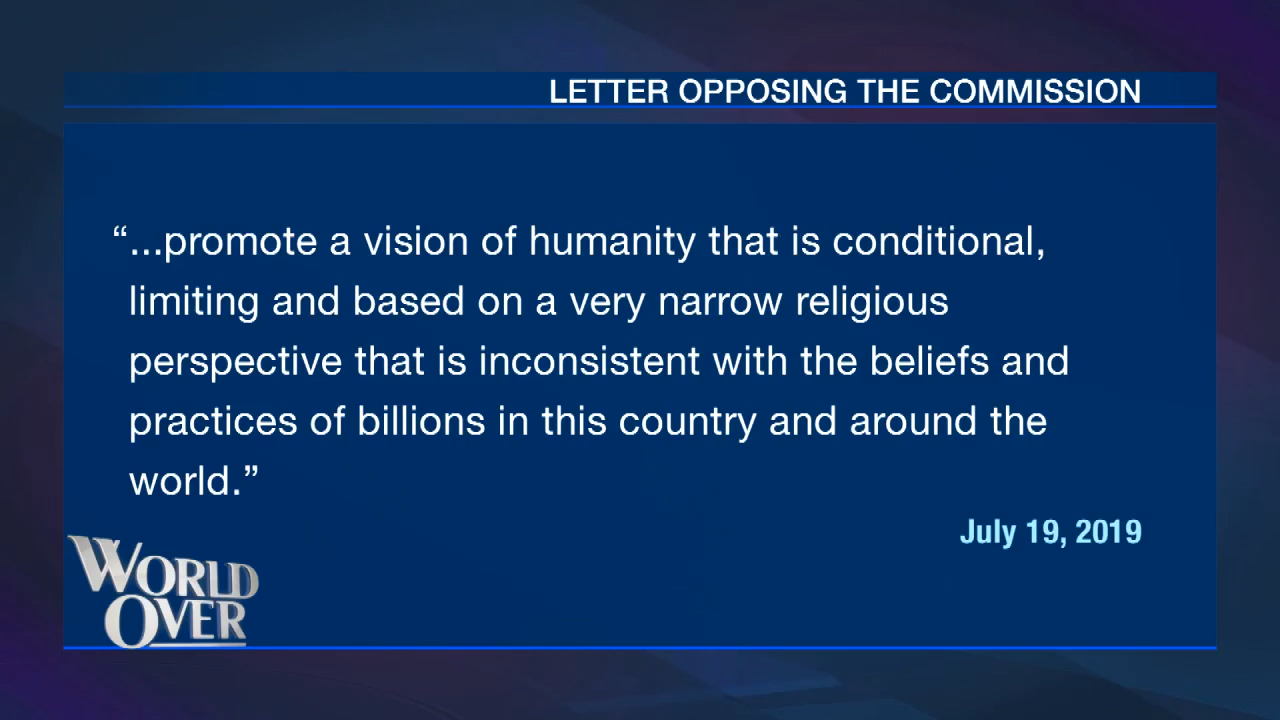 LETTER OPPOSING THE COMMISSION
“...promote a vision of humanity that is conditional,
limiting and based on a very narrow religious
perspective that is inconsistent with the beliefs and
practices of billions in this country and around the
world.”
July 19, 2019
WORLD
OVER